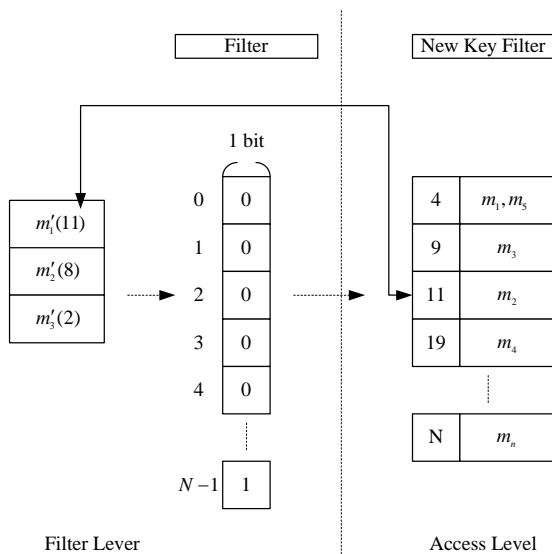 Filter
New Key Filter
1 bit
m′₁(11)
m′₂(8)
m′₃(2)
0 0
1 0
2 0
3 0
4 0
N−1 1
4 m₁, m₅
9 m₃
11 m₂
19 m₄
N mₙ
Filter Lever
Access Level